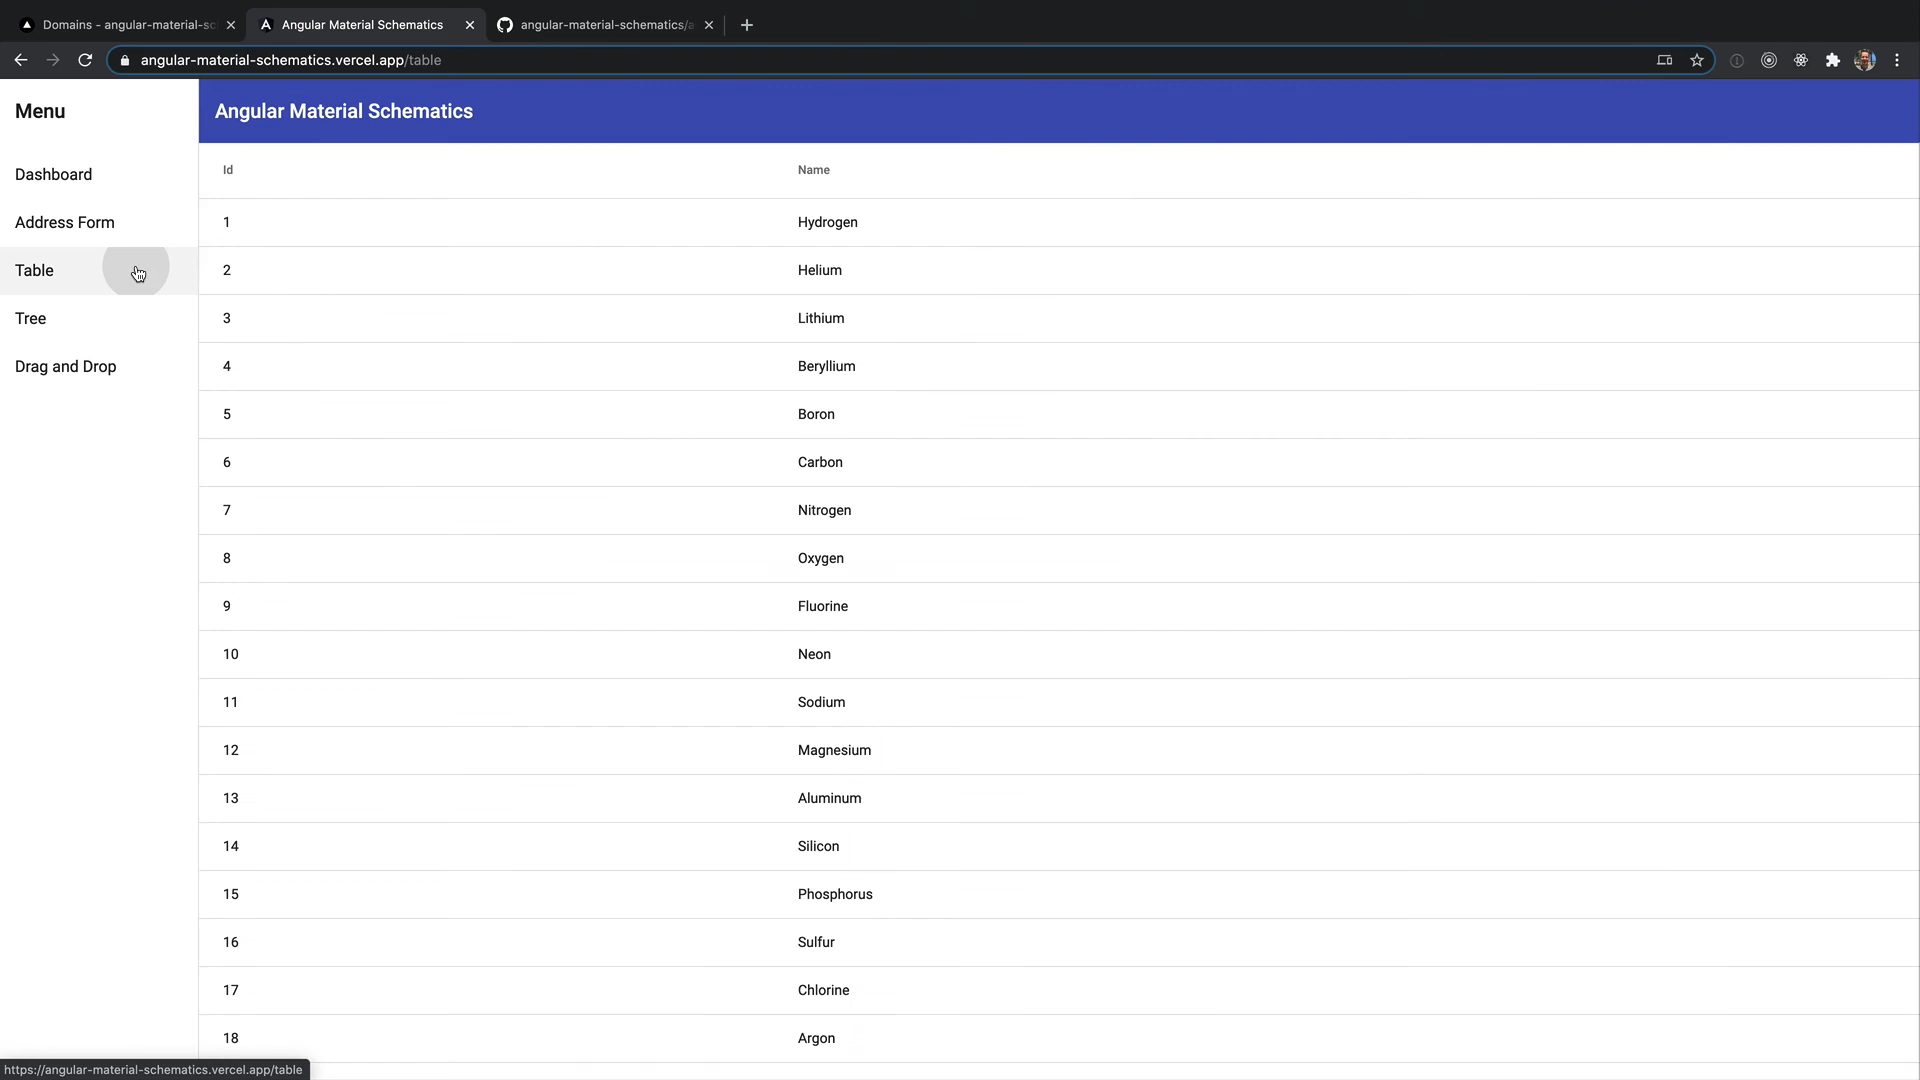 Domains - angular-material-sc
Angular Material Schematics
angular-material-schematics/a
angular-material-schematics.vercel.app/table
Menu
Angular Material Schematics
Dashboard
Address Form
Table
Tree
Drag and Drop
Id Name
1 Hydrogen
2 Helium
3 Lithium
4 Beryllium
5 Boron
6 Carbon
7 Nitrogen
8 Oxygen
9 Fluorine
10 Neon
11 Sodium
12 Magnesium
13 Aluminum
14 Silicon
15 Phosphorus
16 Sulfur
17 Chlorine
18 Argon
https://angular-material-schematics.vercel.app/table